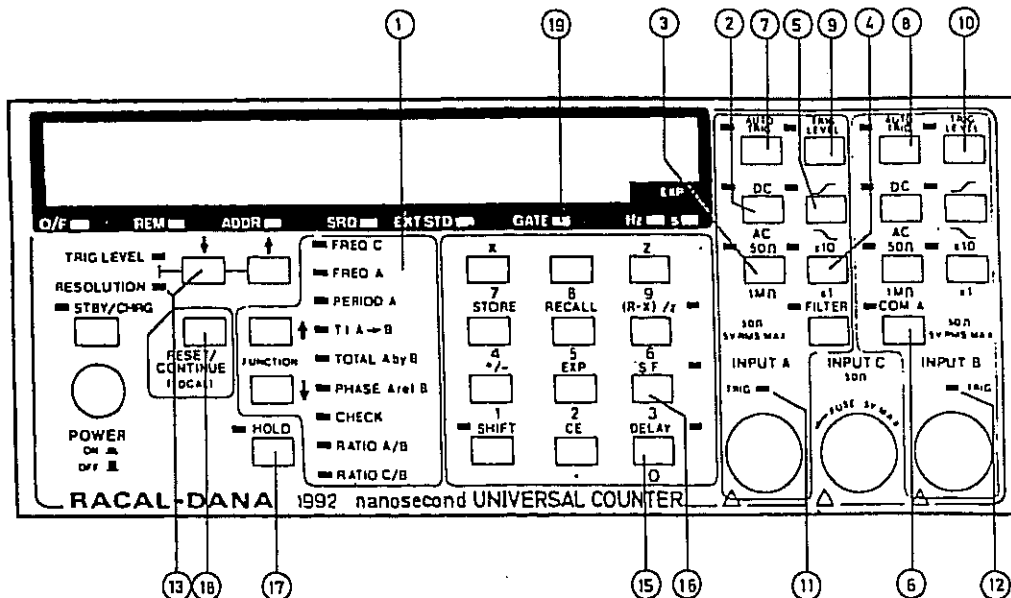 1 19 3 2 7 5 9 4 8 10
AUTO TRIG TRIG LEVEL AUTO TRIG TRIG LEVEL
EXP
O/F REM ADDR SRQ EXT STD GATE Hz s
DC DC
AC AC
TRIG LEVEL
RESOLUTION
STBY/CHRG
FREQ C
FREQ A
PERIOD A
T I A→B
TOTAL A by B
PHASE A rel B
CHECK
RATIO A/B
RATIO C/B
FUNCTION
RESET/
CONTINUE
(LOCAL)
POWER
ON
OFF
HOLD
X Z
7 8 9
STORE RECALL (R-X)/Z
4 5 6
+/- EXP SF
1 2 3
SHIFT CE DELAY
. 0
50Ω x10 50Ω x10
1MΩ x1 1MΩ x1
FILTER COM A
50Ω 50Ω
5V RMS MAX 5V RMS MAX
INPUT A INPUT C INPUT B
50Ω
TRIG FUSE 5V MAX TRIG
RACAL-DANA 1992 nanosecond UNIVERSAL COUNTER
13 18 17 15 16 11 6 12